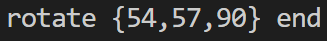 rotate {54,57,90} end